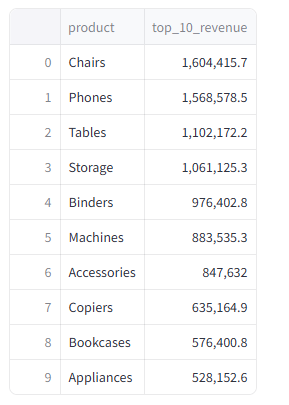 product top_10_revenue
0 Chairs 1,604,415.7
1 Phones 1,568,578.5
2 Tables 1,102,172.2
3 Storage 1,061,125.3
4 Binders 976,402.8
5 Machines 883,535.3
6 Accessories 847,632
7 Copiers 635,164.9
8 Bookcases 576,400.8
9 Appliances 528,152.6